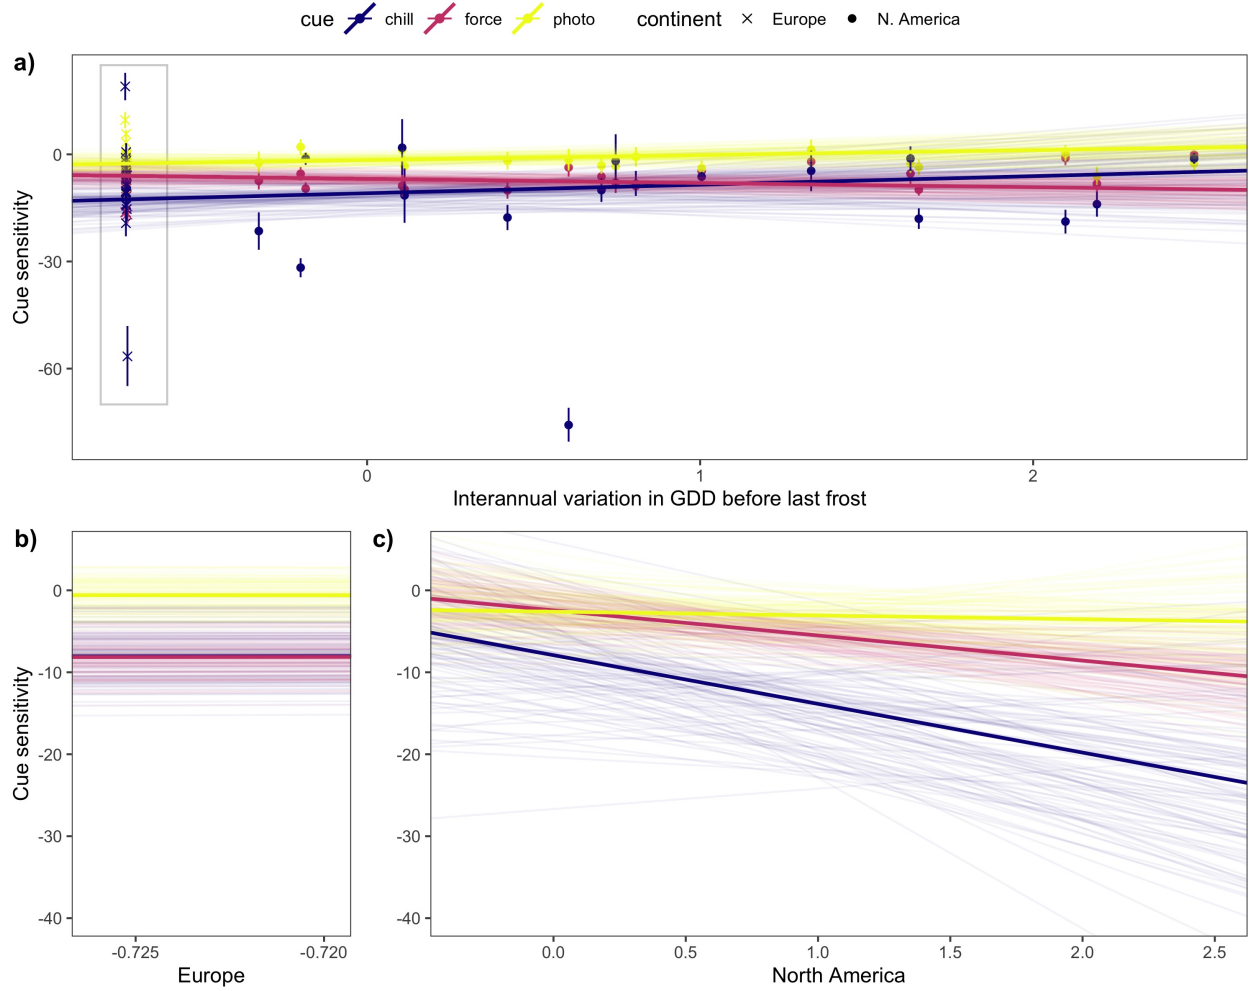 cue chill force photo continent Europe N. America
a)
0
-30
-60
Cue sensitivity
0 1 2
Interannual variation in GDD before last frost
b) c)
0
-10
-20
-30
-40
Cue sensitivity
-0.725 -0.720
Europe
0
-10
-20
-30
-40
0.0 0.5 1.0 1.5 2.0 2.5
North America